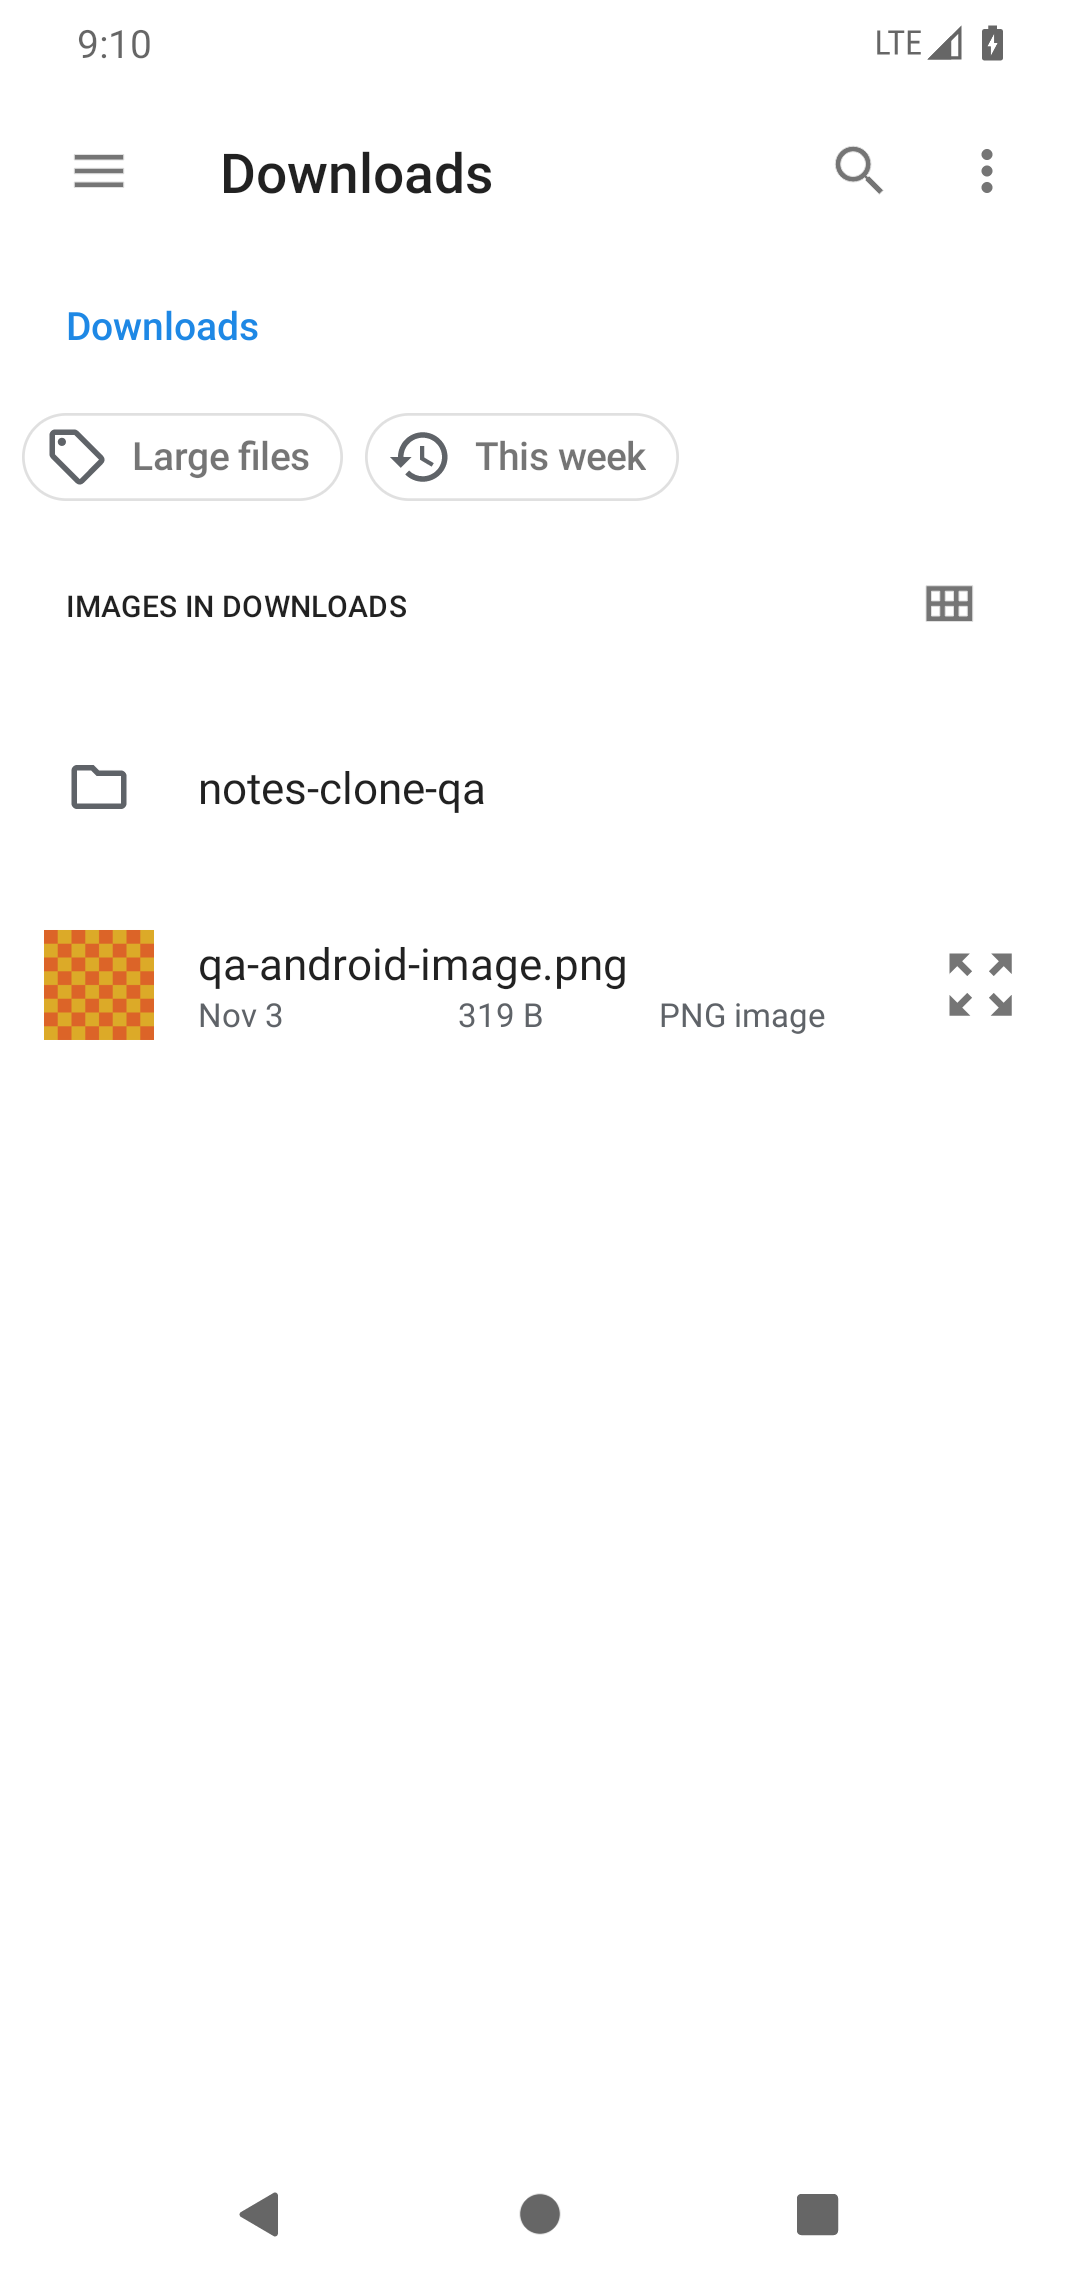 9:10 LTE
Downloads
Downloads
Large files This week
IMAGES IN DOWNLOADS
notes-clone-qa
qa-android-image.png
Nov 3 319 B PNG image